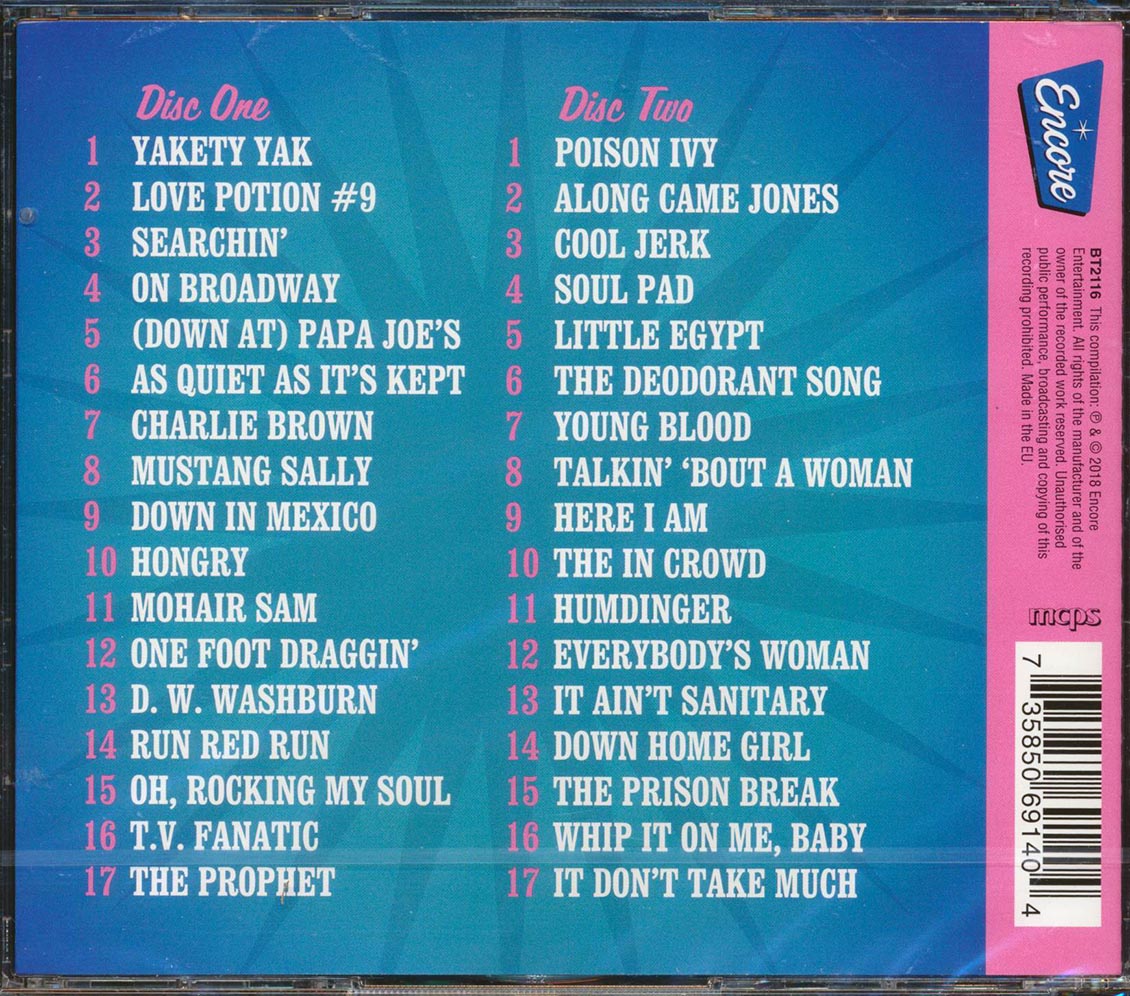 Disc One
1 YAKETY YAK
2 LOVE POTION #9
3 SEARCHIN'
4 ON BROADWAY
5 (DOWN AT) PAPA JOE'S
6 AS QUIET AS IT'S KEPT
7 CHARLIE BROWN
8 MUSTANG SALLY
9 DOWN IN MEXICO
10 HONGRY
11 MOHAIR SAM
12 ONE FOOT DRAGGIN'
13 D. W. WASHBURN
14 RUN RED RUN
15 OH, ROCKING MY SOUL
16 T.V. FANATIC
17 THE PROPHET
Disc Two
1 POISON IVY
2 ALONG CAME JONES
3 COOL JERK
4 SOUL PAD
5 LITTLE EGYPT
6 THE DEODORANT SONG
7 YOUNG BLOOD
8 TALKIN' 'BOUT A WOMAN
9 HERE I AM
10 THE IN CROWD
11 HUMDINGER
12 EVERYBODY'S WOMAN
13 IT AIN'T SANITARY
14 DOWN HOME GIRL
15 THE PRISON BREAK
16 WHIP IT ON ME, BABY
17 IT DON'T TAKE MUCH
Encore
BT2116 This compilation: ℗ & © 2018 Encore
Entertainment. All rights of the manufacturer and of the
owner of the recorded work reserved. Unauthorised
public performance, broadcasting and copying of this
recording prohibited. Made in the EU.
mcps
7 35850 69140 4